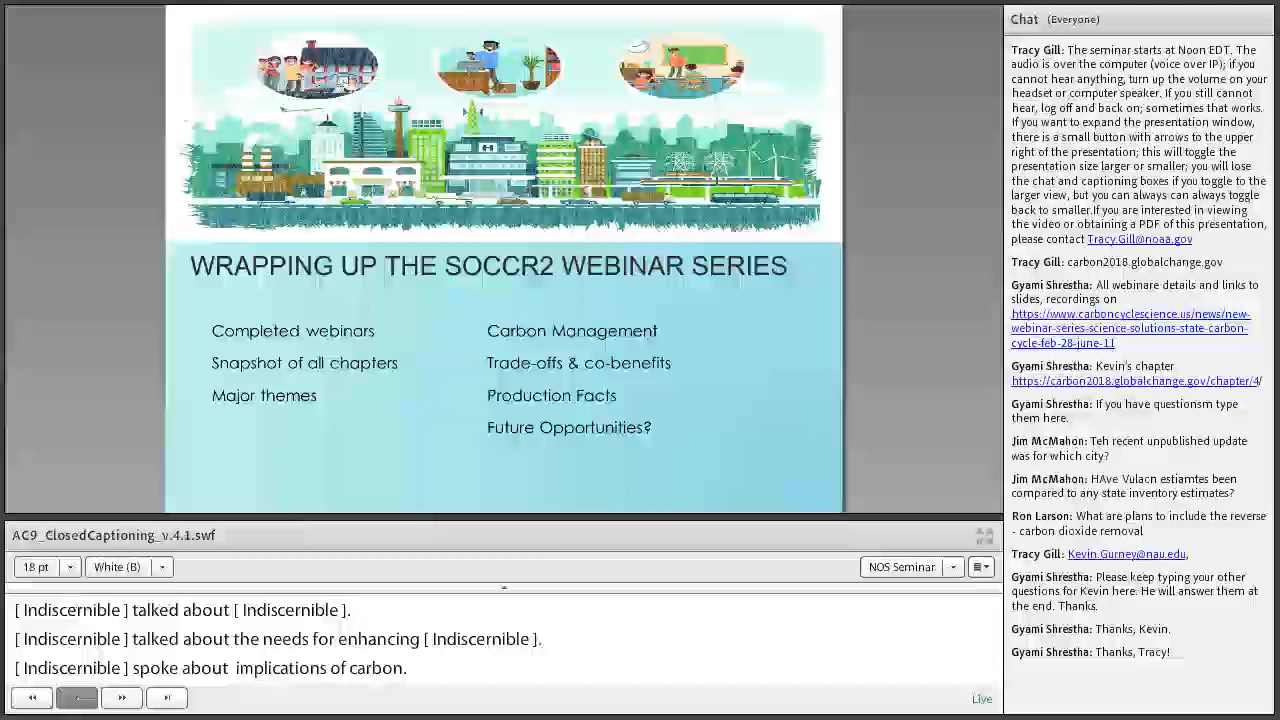 WRAPPING UP THE SOCCR2 WEBINAR SERIES
Completed webinars
Snapshot of all chapters
Major themes
Carbon Management
Trade-offs & co-benefits
Production Facts
Future Opportunities?
AC9_ClosedCaptioning_v.4.1.swf
18 pt
White (B)
NOS Seminar
[ Indiscernible ] talked about [ Indiscernible ].
[ Indiscernible ] talked about the needs for enhancing [ Indiscernible ].
[ Indiscernible ] spoke about implications of carbon.
Live
Chat (Everyone)
Tracy Gill: The seminar starts at Noon EDT. The
audio is over the computer (voice over IP); if you
cannot hear anything, turn up the volume on your
headset or computer speaker. If you still cannot
hear, log off and back on; sometimes that works.
If you want to expand the presentation window,
there is a small button with arrows to the upper
right of the presentation; this will toggle the
presentation size larger or smaller; you will lose
the chat and captioning boxes if you toggle to the
larger view, but you can always can always toggle
back to smaller.If you are interested in viewing
the video or obtaining a PDF of this presentation,
please contact Tracy.Gill@noaa.gov
Tracy Gill: carbon2018.globalchange.gov
Gyami Shrestha: All webinare details and links to
slides, recordings on
https://www.carboncyclescience.us/news/new-
webinar-series-science-solutions-state-carbon-
cycle-feb-28-june-11
Gyami Shrestha: Kevin's chapter
https://carbon2018.globalchange.gov/chapter/4/
Gyami Shrestha: If you have questionsm type
them here.
Jim McMahon: Teh recent unpublished update
was for which city?
Jim McMahon: HAve Vulacn estiamtes been
compared to any state inventory estimates?
Ron Larson: What are plans to include the reverse
- carbon dioxide removal
Tracy Gill: Kevin.Gurney@nau.edu,
Gyami Shrestha: Please keep typing your other
questions for Kevin here. He will answer them at
the end. Thanks.
Gyami Shrestha: Thanks, Kevin.
Gyami Shrestha: Thanks, Tracy!